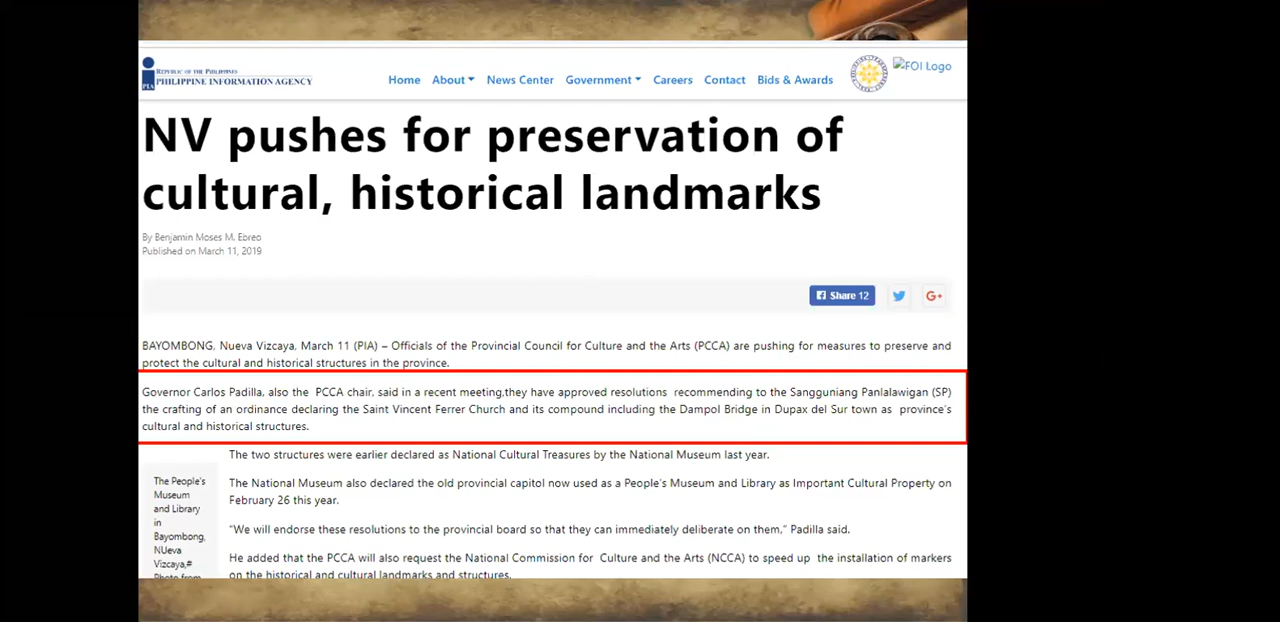 REPUBLIC OF THE PHILIPPINES
PHILIPPINE INFORMATION AGENCY
PIA
Home About News Center Government Careers Contact Bids & Awards
FOI Logo
NV pushes for preservation of
cultural, historical landmarks
By Benjamin Moses M. Ebreo
Published on March 11, 2019
Share 12
G+
BAYOMBONG, Nueva Vizcaya, March 11 (PIA) – Officials of the Provincial Council for Culture and the Arts (PCCA) are pushing for measures to preserve and
protect the cultural and historical structures in the province.
Governor Carlos Padilla, also the PCCA chair, said in a recent meeting,they have approved resolutions recommending to the Sangguniang Panlalawigan (SP)
the crafting of an ordinance declaring the Saint Vincent Ferrer Church and its compound including the Dampol Bridge in Dupax del Sur town as province's
cultural and historical structures.
The two structures were earlier declared as National Cultural Treasures by the National Museum last year.
The National Museum also declared the old provincial capitol now used as a People's Museum and Library as Important Cultural Property on
February 26 this year.
“We will endorse these resolutions to the provincial board so that they can immediately deliberate on them,” Padilla said.
He added that the PCCA will also request the National Commission for Culture and the Arts (NCCA) to speed up the installation of markers
on the historical and cultural landmarks and structures.
The People's
Museum
and Library
in
Bayombong,
NUeva
Vizcaya,#
Photo from